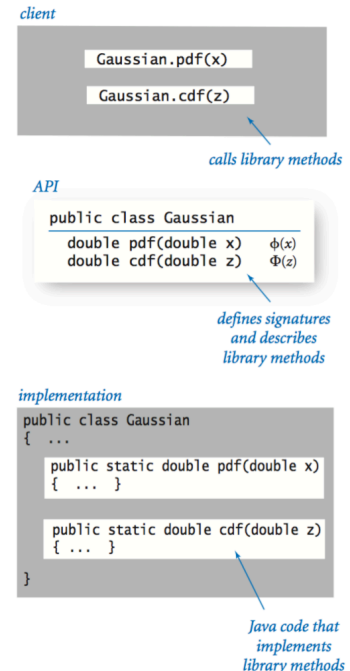 client
Gaussian.pdf(x)
Gaussian.cdf(z)
calls library methods
API
public class Gaussian
double pdf(double x) ϕ(x)
double cdf(double z) Φ(z)
defines signatures
and describes
library methods
implementation
public class Gaussian
{ ...
public static double pdf(double x)
{ ... }
public static double cdf(double z)
{ ... }
}
Java code that
implements
library methods